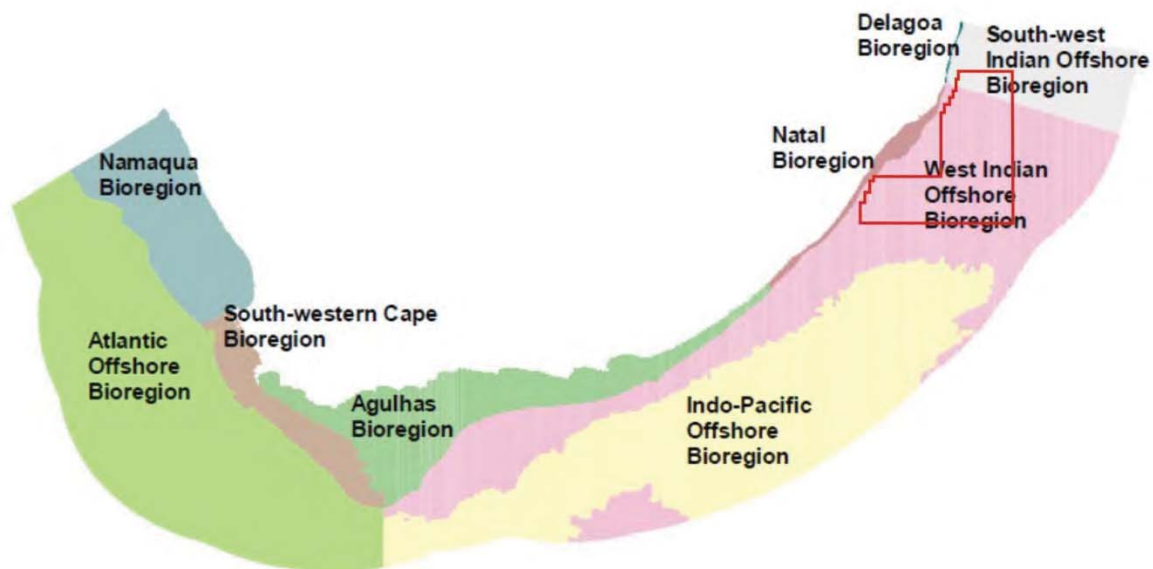 Delagoa
Bioregion
South-west
Indian Offshore
Bioregion
Natal
Bioregion
Namaqua
Bioregion
West Indian
Offshore
Bioregion
South-western Cape
Bioregion
Atlantic
Offshore
Bioregion
Agulhas
Bioregion
Indo-Pacific
Offshore
Bioregion